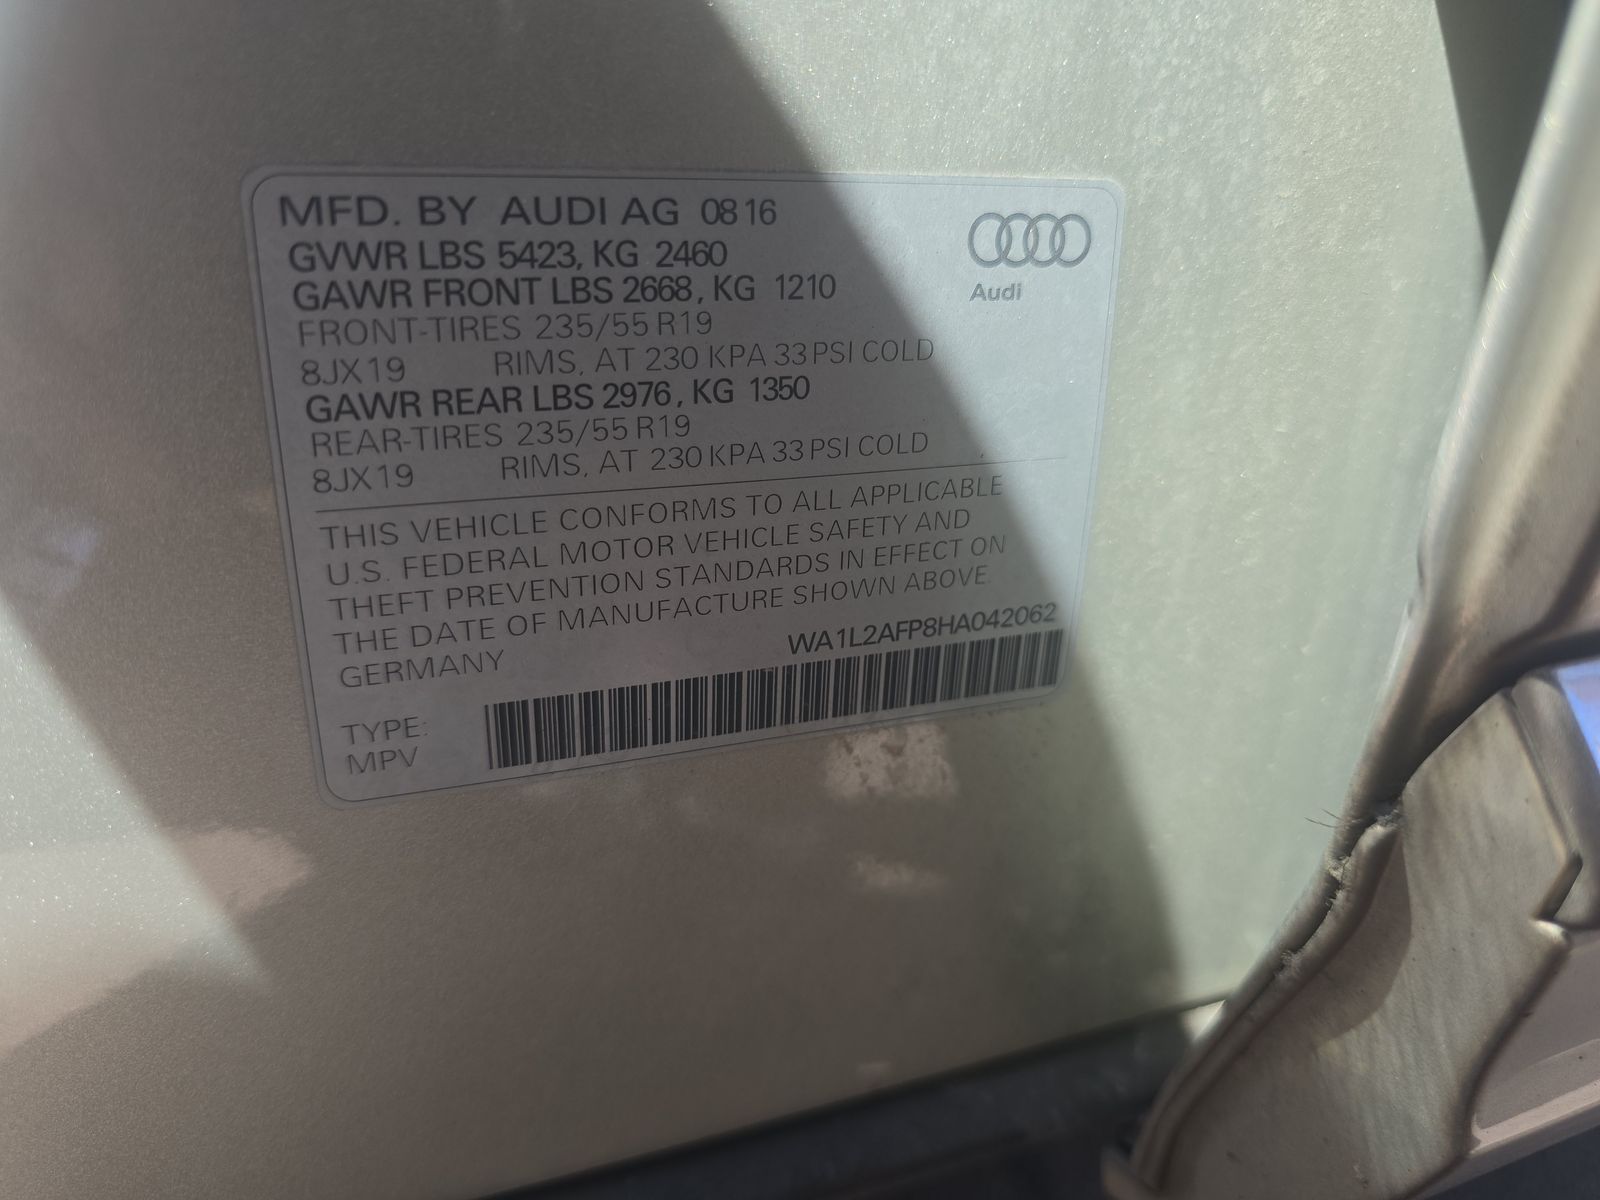 MFD. BY AUDI AG 08 16
GVWR LBS 5423, KG 2460
GAWR FRONT LBS 2668, KG 1210
FRONT-TIRES 235/55 R19
8JX19 RIMS, AT 230 KPA 33 PSI COLD
GAWR REAR LBS 2976, KG 1350
REAR-TIRES 235/55 R19
8JX19 RIMS, AT 230 KPA 33 PSI COLD
Audi
THIS VEHICLE CONFORMS TO ALL APPLICABLE
U.S. FEDERAL MOTOR VEHICLE SAFETY AND
THEFT PREVENTION STANDARDS IN EFFECT ON
THE DATE OF MANUFACTURE SHOWN ABOVE
GERMANY WA1L2AFP8HA042062
TYPE:
MPV